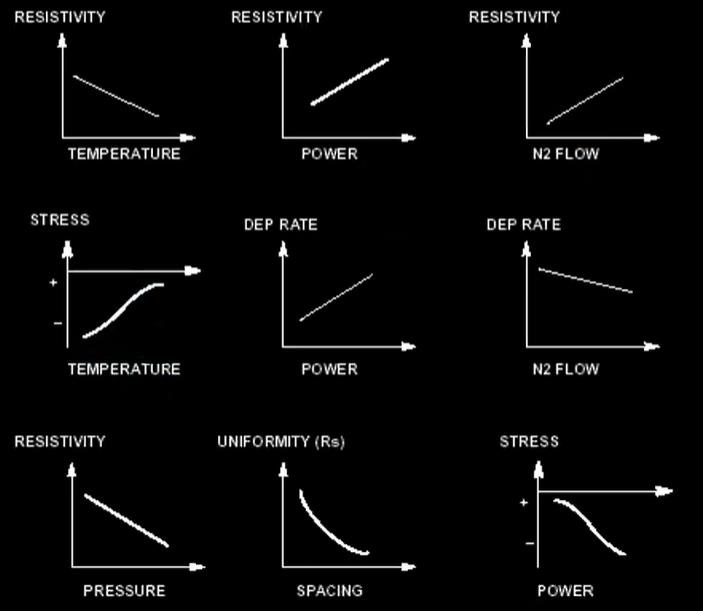 RESISTIVITY
TEMPERATURE
RESISTIVITY
POWER
RESISTIVITY
N2 FLOW
STRESS
+
–
TEMPERATURE
DEP RATE
POWER
DEP RATE
N2 FLOW
RESISTIVITY
PRESSURE
UNIFORMITY (Rs)
SPACING
STRESS
+
–
POWER